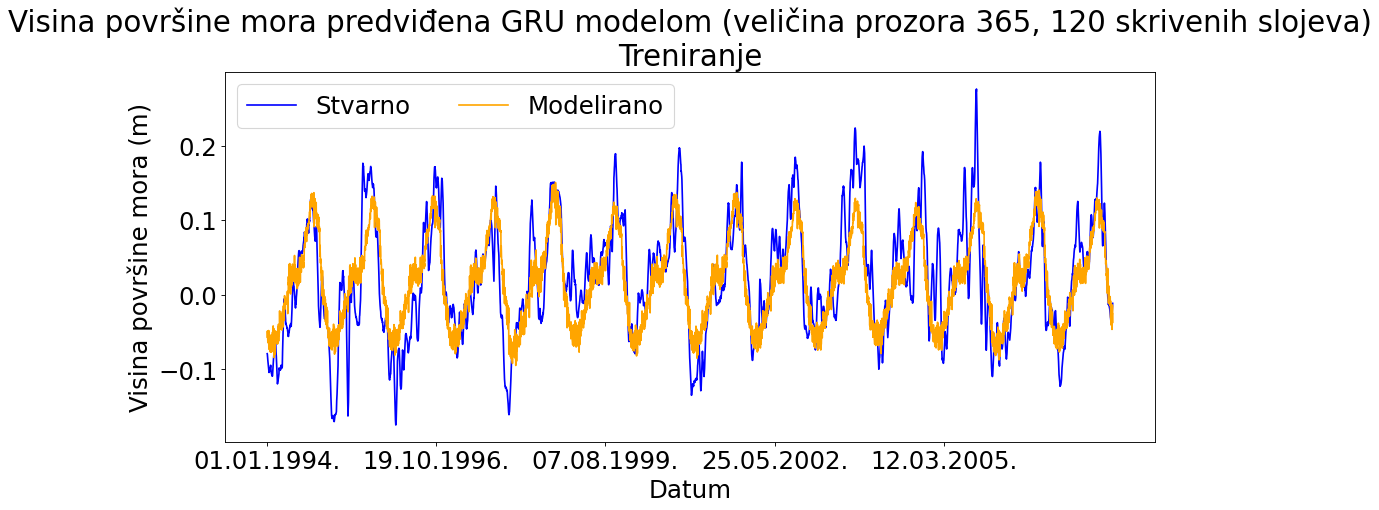 Visina površine mora predviđena GRU modelom (veličina prozora 365, 120 skrivenih slojeva)
Treniranje
Stvarno Modelirano
Visina površine mora (m)
0.2
0.1
0.0
−0.1
01.01.1994. 19.10.1996. 07.08.1999. 25.05.2002. 12.03.2005.
Datum